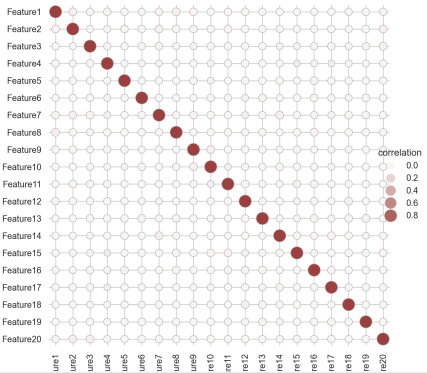 Feature1
Feature2
Feature3
Feature4
Feature5
Feature6
Feature7
Feature8
Feature9
Feature10
Feature11
Feature12
Feature13
Feature14
Feature15
Feature16
Feature17
Feature18
Feature19
Feature20
correlation
0.0
0.2
0.4
0.6
0.8
ure1
ure2
ure3
ure4
ure5
ure6
ure7
ure8
ure9
re10
re11
re12
re13
re14
re15
re16
re17
re18
re19
re20